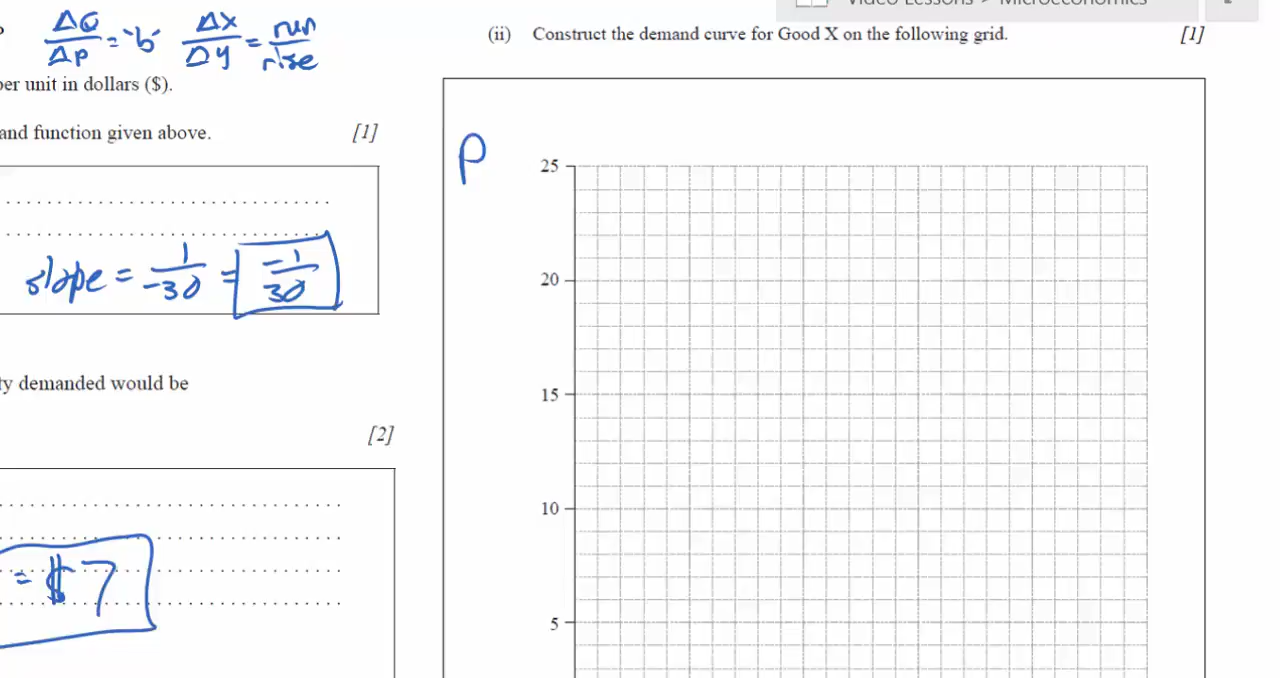 Video Lessons > Microeconomics
ΔQ/ΔP = "b" ΔX/ΔY = run/rise
per unit in dollars ($).
and function given above. [1]
slope = 1/-30 = -1/30
ty demanded would be
[2]
= $7
(ii) Construct the demand curve for Good X on the following grid. [1]
P
25
20
15
10
5